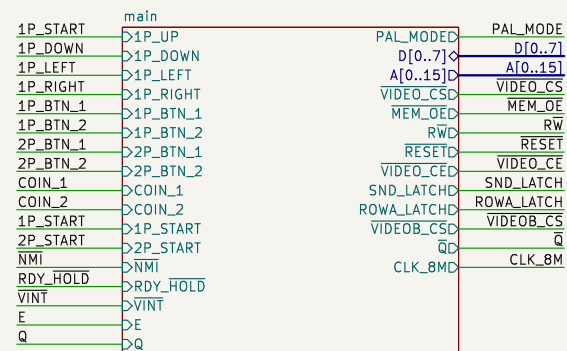 main
1P_START 1P_UP PAL_MODE PAL_MODE
1P_DOWN 1P_DOWN D[0..7] D[0..7]
1P_LEFT 1P_LEFT A[0..15] A[0..15]
1P_RIGHT 1P_RIGHT VIDEO_CS VIDEO_CS
1P_BTN_1 1P_BTN_1 MEM_OE MEM_OE
1P_BTN_2 1P_BTN_2 RW RW
2P_BTN_1 2P_BTN_1 RESET RESET
2P_BTN_2 2P_BTN_2 VIDEO_CE VIDEO_CE
COIN_1 COIN_1 SND_LATCH SND_LATCH
COIN_2 COIN_2 ROWA_LATCH ROWA_LATCH
1P_START 1P_START VIDEOB_CS VIDEOB_CS
2P_START 2P_START Q Q
NMI NMI CLK_8M CLK_8M
RDY_HOLD RDY_HOLD
VINT VINT
E E
Q Q